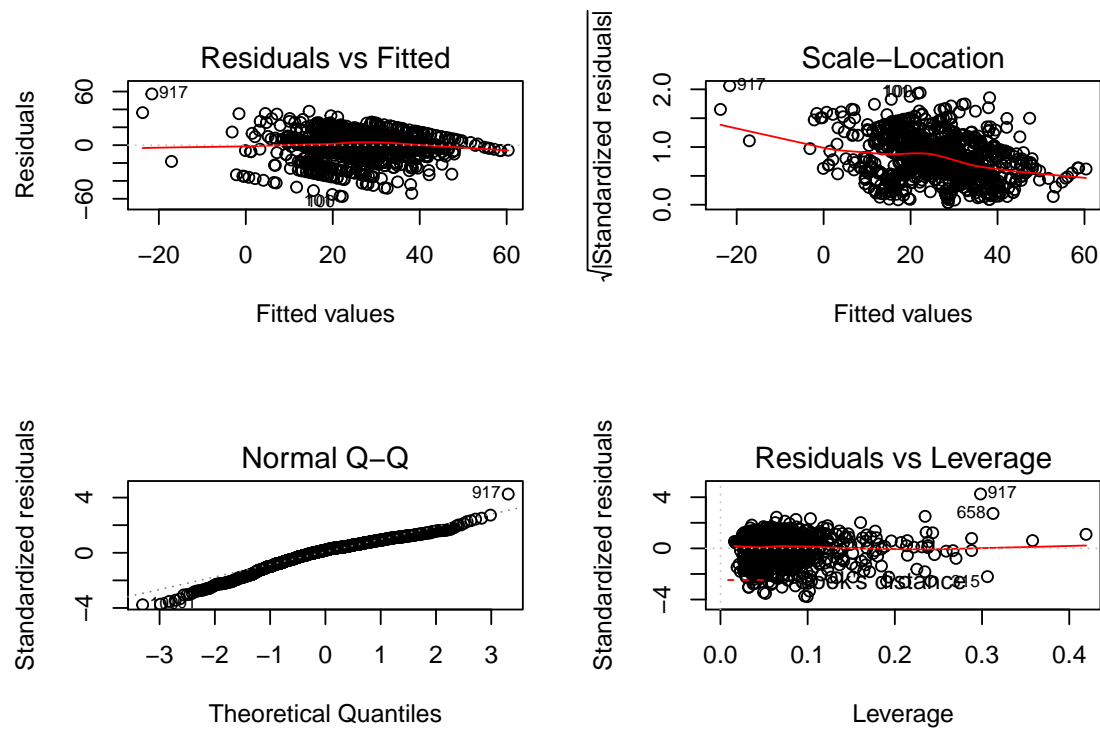 Residuals vs Fitted
Residuals
60
0
−60
917
−20 0 20 40 60
Fitted values
Scale−Location
√|Standardized residuals|
2.0
1.0
0.0
917
−20 0 20 40 60
Fitted values
Normal Q−Q
Standardized residuals
4
0
−4
917
−3 −2 −1 0 1 2 3
Theoretical Quantiles
Residuals vs Leverage
Standardized residuals
4
0
−4
917
658
distance
315
0.0 0.1 0.2 0.3 0.4
Leverage